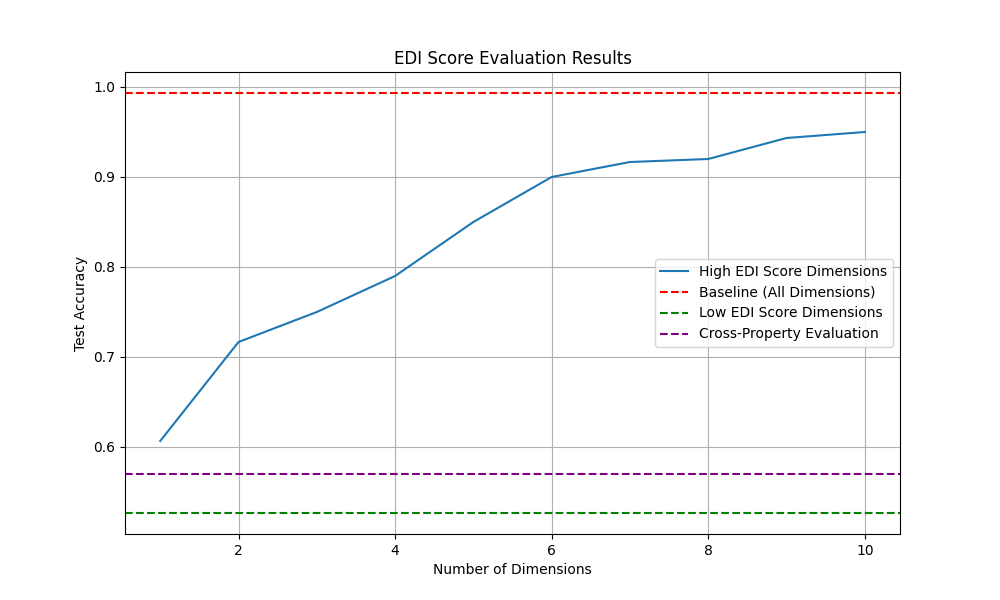 EDI Score Evaluation Results
1.0
0.9
0.8
0.7
0.6
Test Accuracy
High EDI Score Dimensions
Baseline (All Dimensions)
Low EDI Score Dimensions
Cross-Property Evaluation
2 4 6 8 10
Number of Dimensions